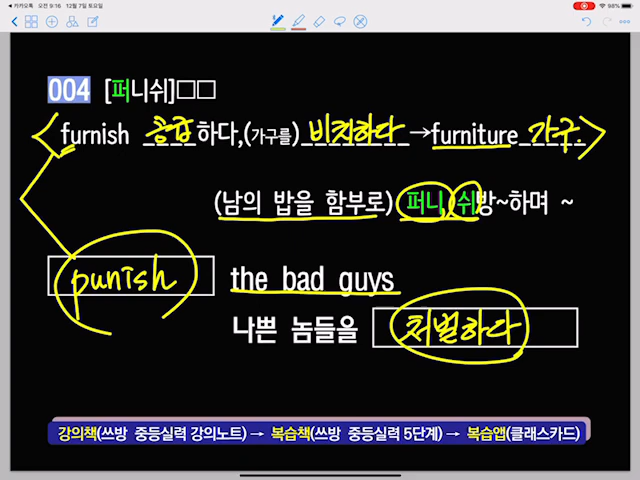 카카오톡 오전 9:16 12월 7일 토요일 98%
004 [퍼니쉬]□□
furnish 공급하다,(가구를) 비치하다→furniture 가구.
(남의 밥을 함부로) 퍼니, 쉬방~하며 ~
punish the bad guys
나쁜 놈들을 처벌하다
강의책(쓰방 중등실력 강의노트) → 복습책(쓰방 중등실력 5단계) → 복습앱(클래스카드)